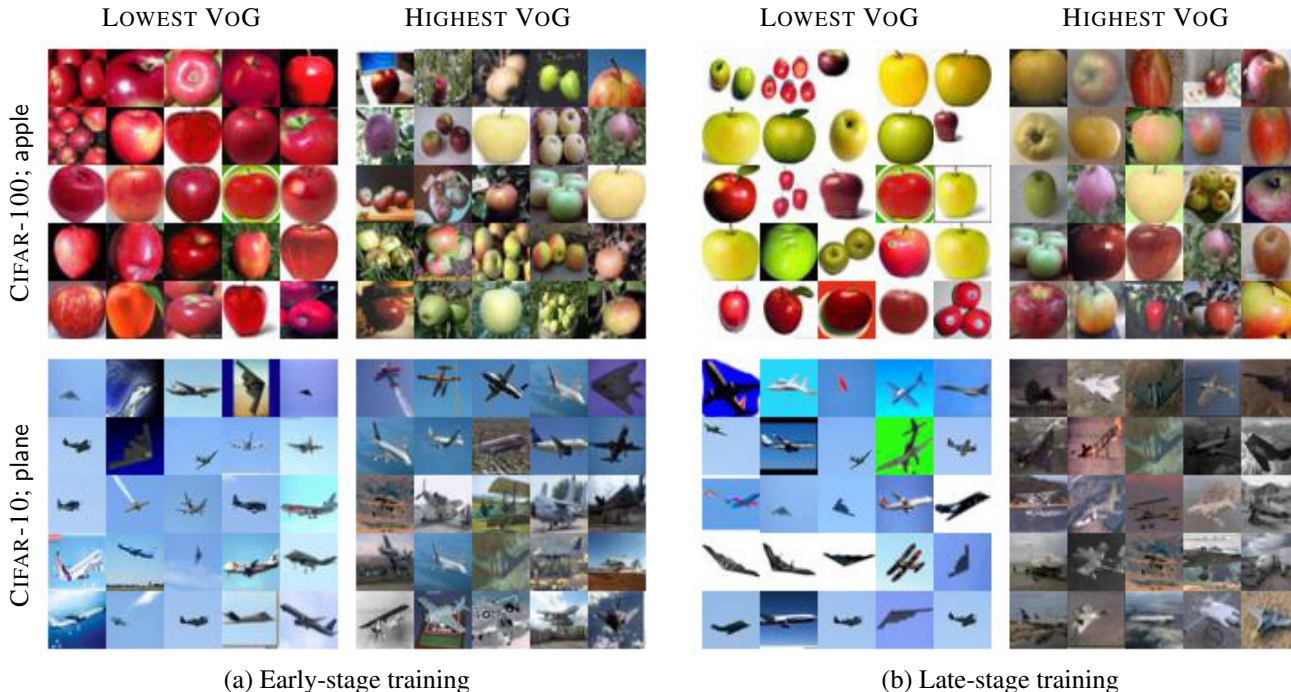 LOWEST VOG HIGHEST VOG LOWEST VOG HIGHEST VOG
CIFAR-100; apple
CIFAR-10; plane
(a) Early-stage training (b) Late-stage training